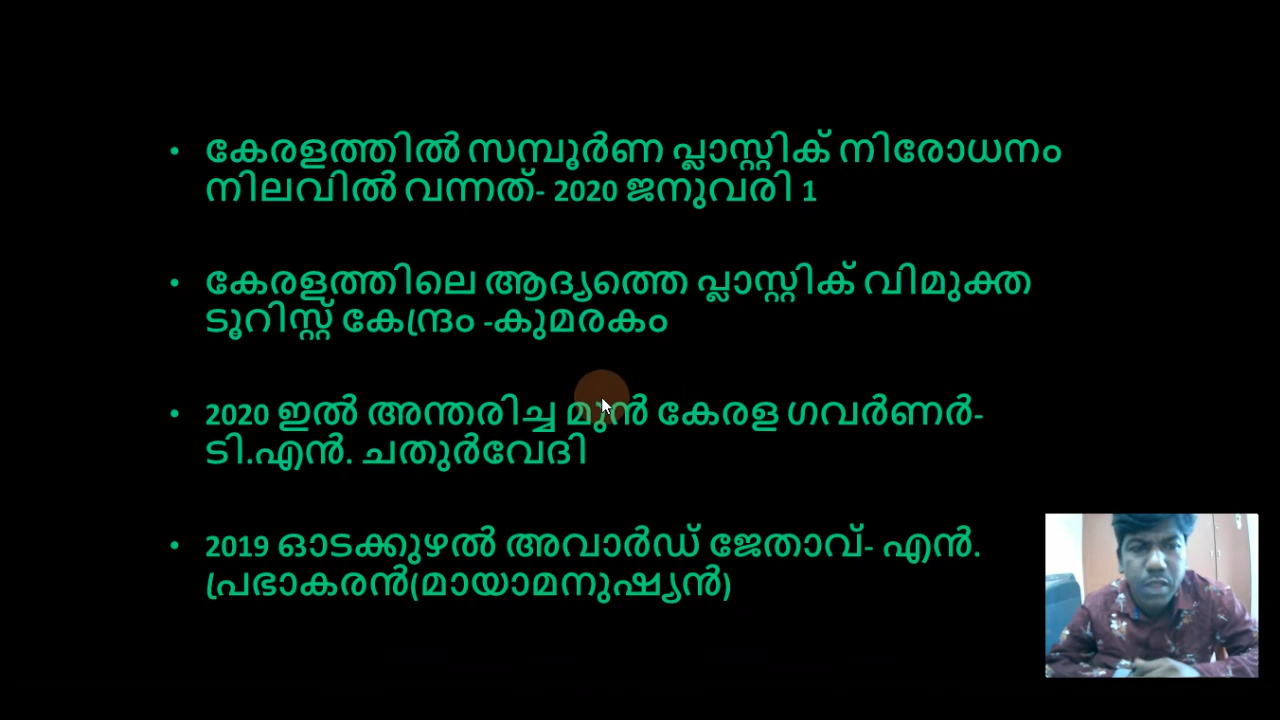 • കേരളത്തിൽ സമ്പൂർണ പ്ലാസ്റ്റിക് നിരോധനം
നിലവിൽ വന്നത്- 2020 ജനുവരി 1
• കേരളത്തിലെ ആദ്യത്തെ പ്ലാസ്റ്റിക് വിമുക്ത
ടൂറിസ്റ്റ് കേന്ദ്രം -കുമരകം
• 2020 ഇൽ അന്തരിച്ച മുൻ കേരള ഗവർണർ-
ടി.എൻ. ചതുർവേദി
• 2019 ഓടക്കുഴൽ അവാർഡ് ജേതാവ്- എൻ.
പ്രഭാകരൻ(മായാമനുഷ്യൻ)